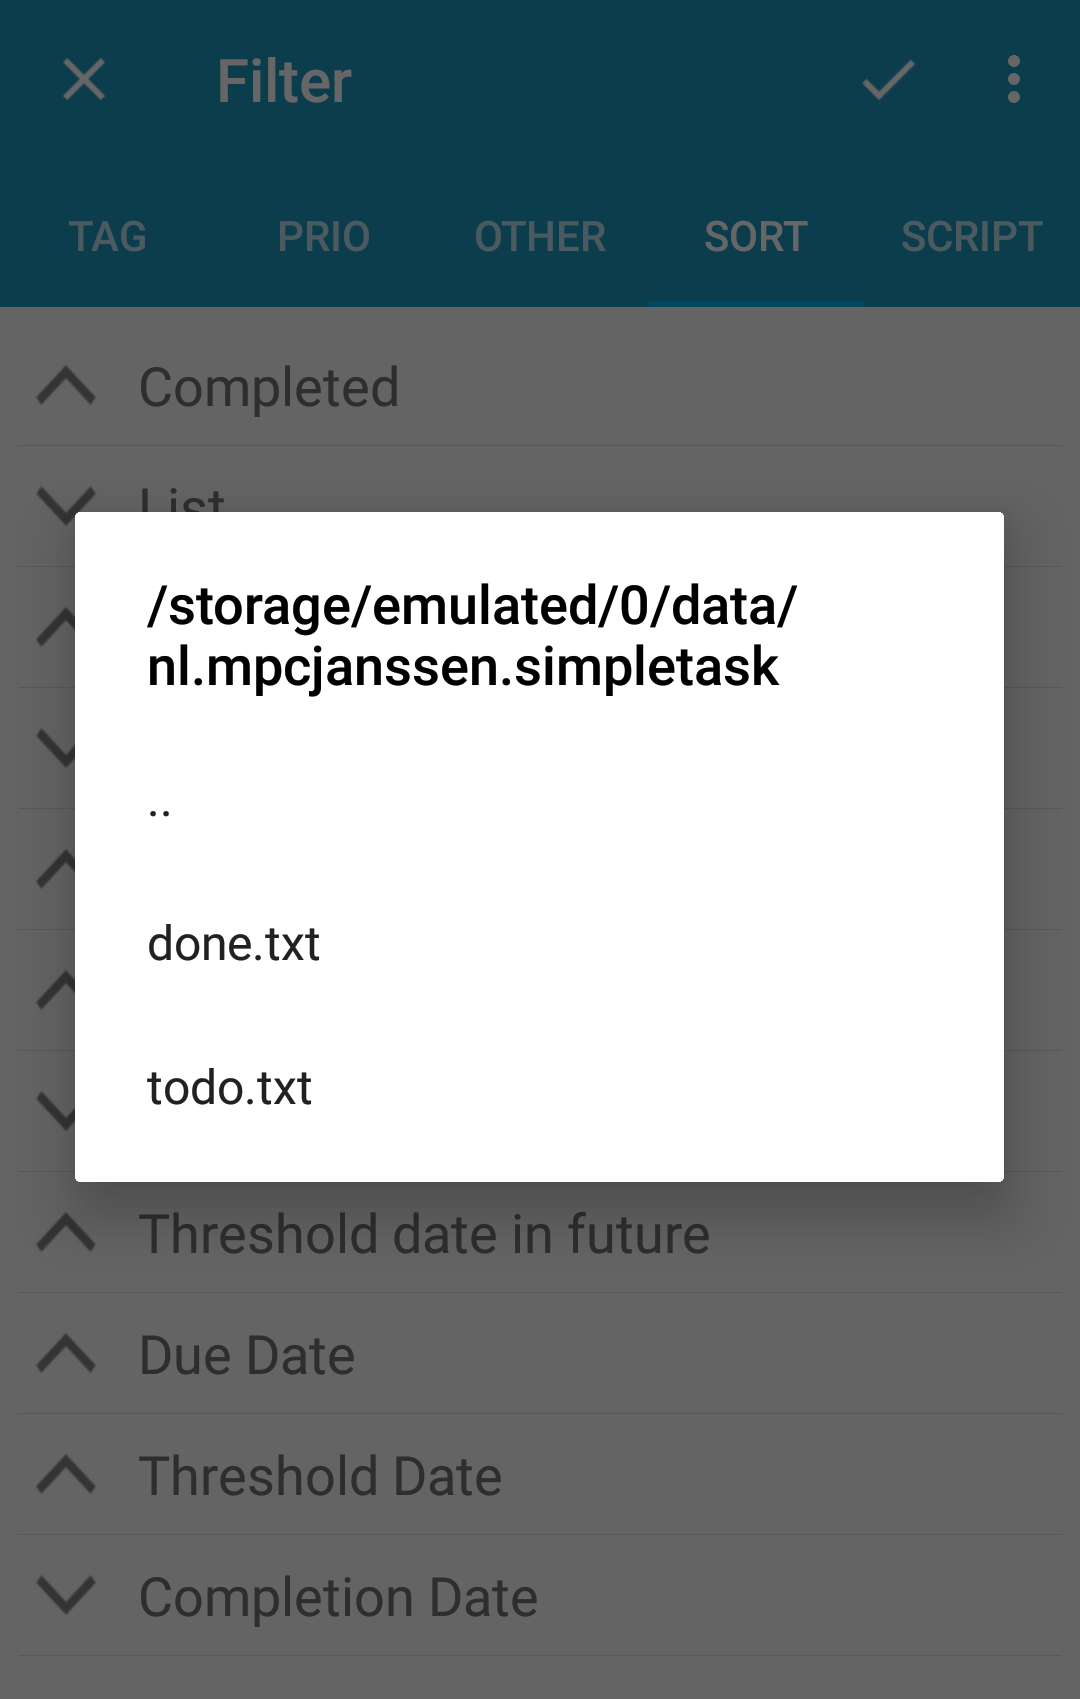 Filter
TAG PRIO OTHER SORT SCRIPT
Completed
List
/storage/emulated/0/data/
nl.mpcjanssen.simpletask
..
done.txt
todo.txt
Threshold date in future
Due Date
Threshold Date
Completion Date